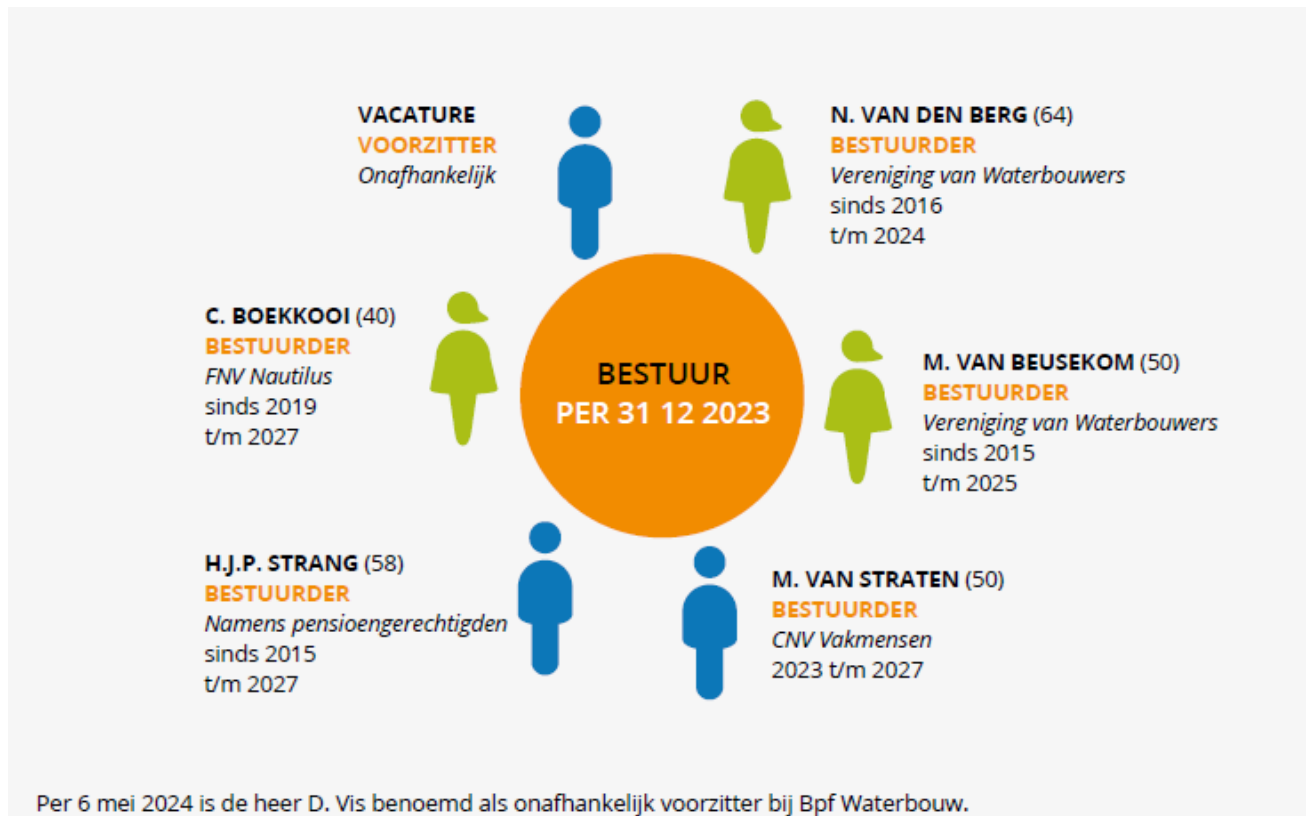 VACATURE
VOORZITTER
Onafhankelijk
N. VAN DEN BERG (64)
BESTUURDER
Vereniging van Waterbouwers
sinds 2016
t/m 2024
C. BOEKKOOI (40)
BESTUURDER
FNV Nautilus
sinds 2019
t/m 2027
BESTUUR
PER 31 12 2023
M. VAN BEUSEKOM (50)
BESTUURDER
Vereniging van Waterbouwers
sinds 2015
t/m 2025
H.J.P. STRANG (58)
BESTUURDER
Namens pensioengerechtigden
sinds 2015
t/m 2027
M. VAN STRATEN (50)
BESTUURDER
CNV Vakmensen
2023 t/m 2027
Per 6 mei 2024 is de heer D. Vis benoemd als onafhankelijk voorzitter bij Bpf Waterbouw.